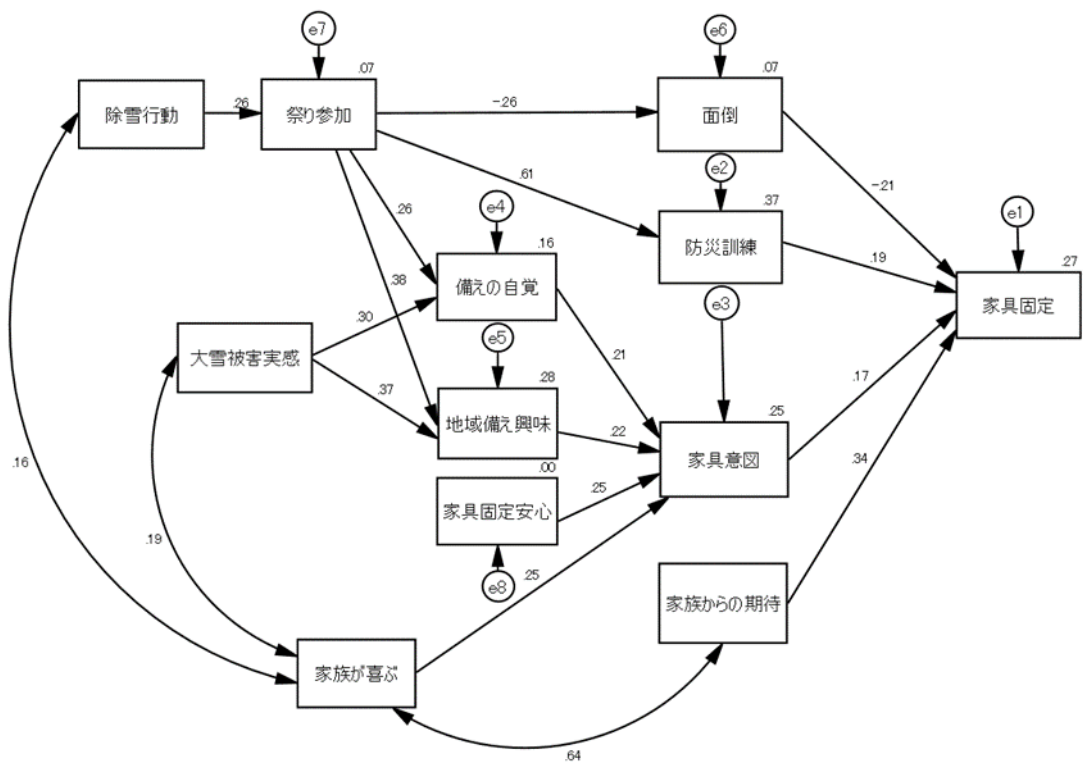 e7
e6
.07
.07
除雪行動
.26
祭り参加
-.26
面倒
e2
.61
.37
-.21
e4
.26
e1
.16
防災訓練
.19
.27
備えの自覚
.38
e3
家具固定
.30
e5
大雪被害実感
.21
.37
.28
.17
地域備え興味
.22
.25
家具意図
.00
.34
.16
家具固定安心
.25
.19
e8
.25
家族からの期待
家族が喜ぶ
.64